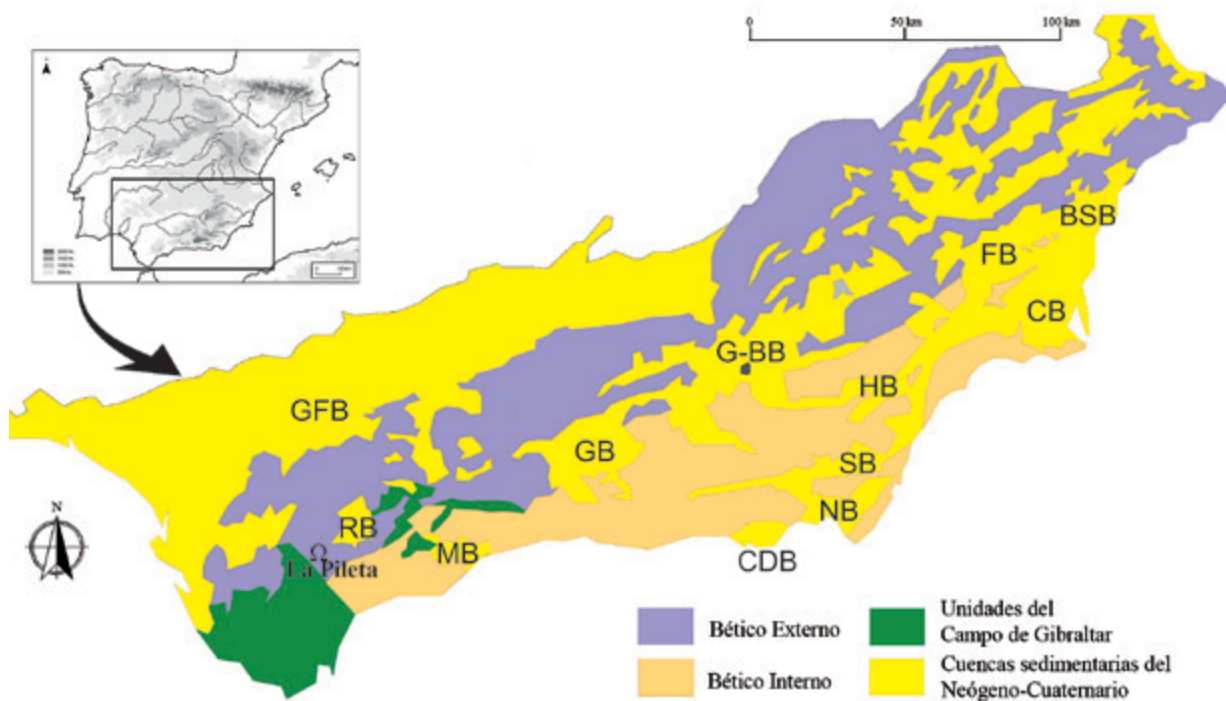 0
50 km
100 km
BSB
FB
CB
G-BB
HB
GFB
GB
SB
RB
NB
MB
CDB
Ω
La Pileta
N
Bético Externo
Bético Interno
Unidades del
Campo de Gibraltar
Cuencas sedimentarias del
Neógeno-Cuaternario